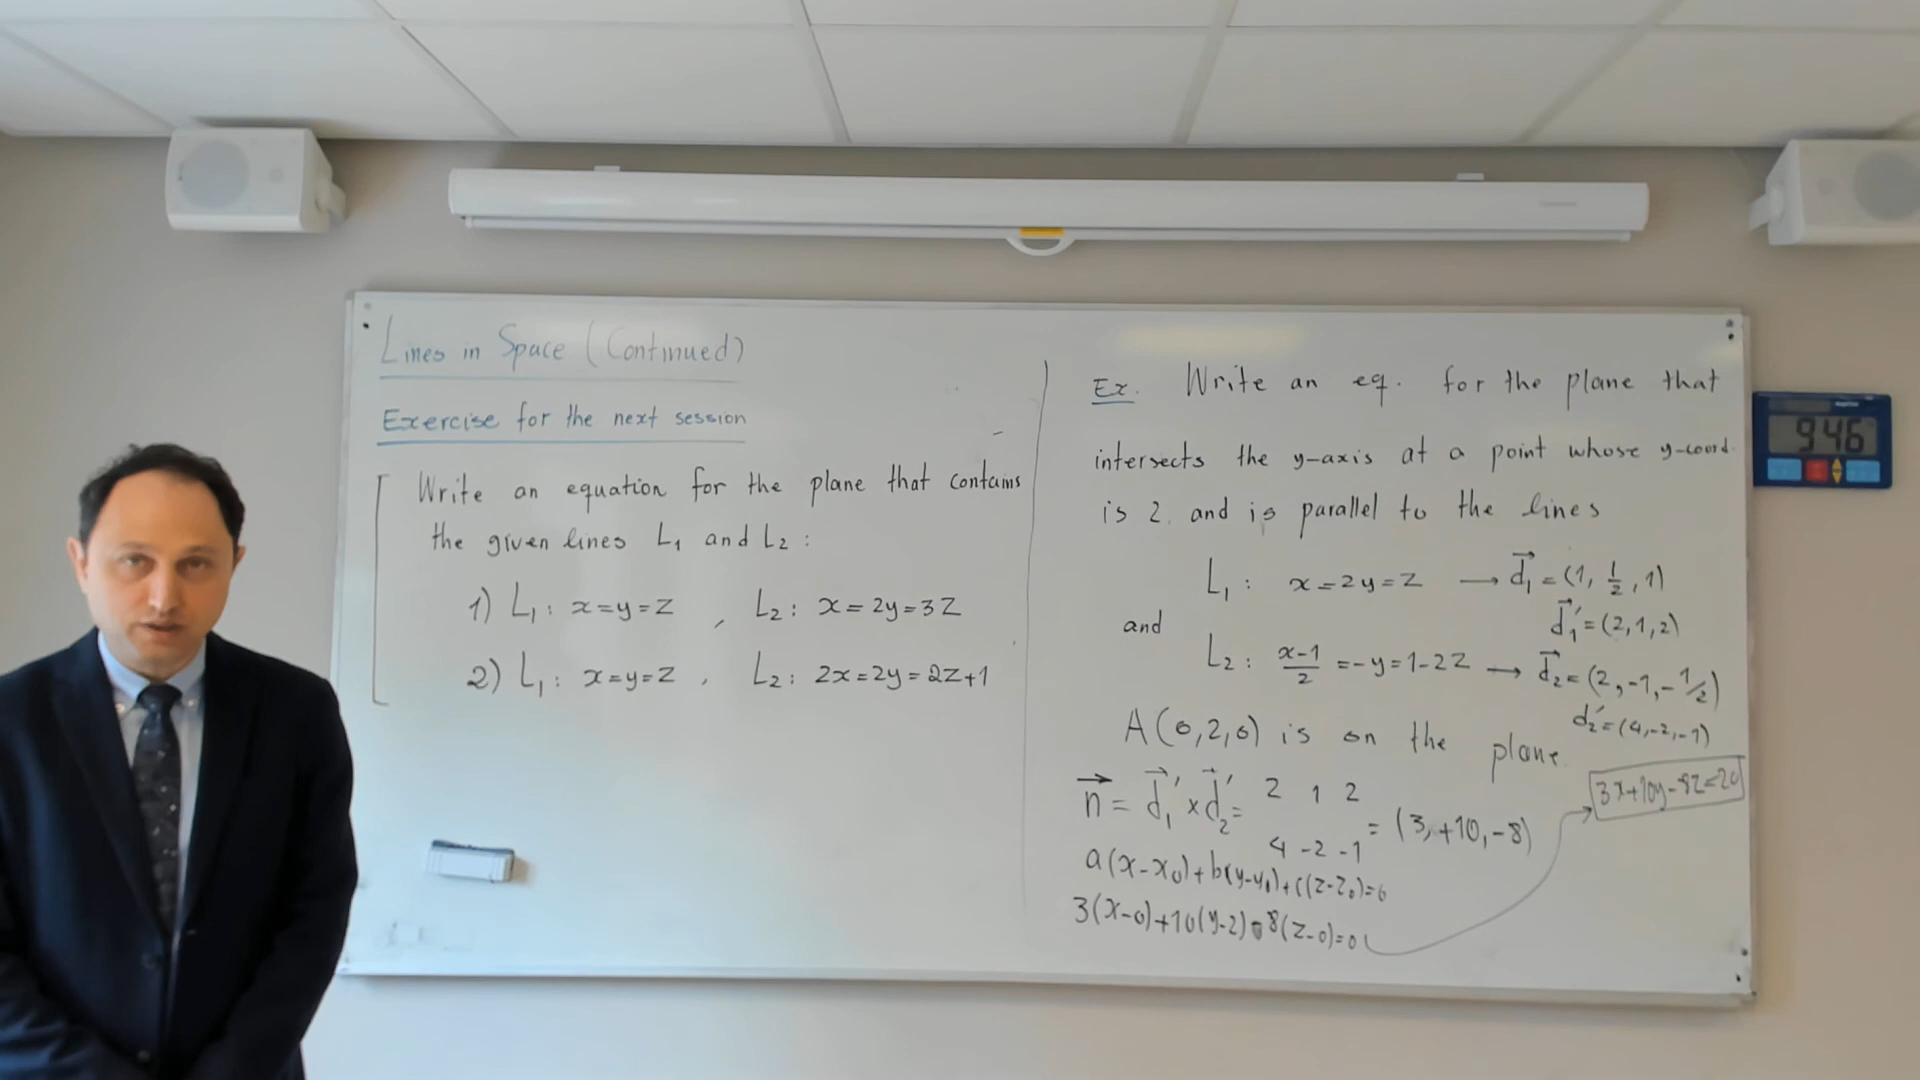 Lines in Space (Continued)
Exercise for the next session
Write an equation for the plane that contains
the given lines L₁ and L₂ :
1) L₁ : x=y=z , L₂ : x=2y=3z
2) L₁ : x=y=z , L₂ : 2x=2y=2z+1
Ex. Write an eq. for the plane that
intersects the y-axis at a point whose y-coord.
is 2 and is parallel to the lines
L₁ : x=2y=z → d₁ = (1, 1/2, 1)
d₁' = (2, 1, 2)
and
L₂ : (x-1)/2 = -y = 1-2z → d₂ = (2, -1, -1/2)
d₂' = (4, -2, -1)
A(0,2,0) is on the plane.
n = d₁' × d₂' = 2 1 2
4 -2 -1
= (3, +10, -8)
3x+10y-8z=20
a(x-x₀)+b(y-y₀)+c(z-z₀)=0
3(x-0)+10(y-2)-8(z-0)=0
946